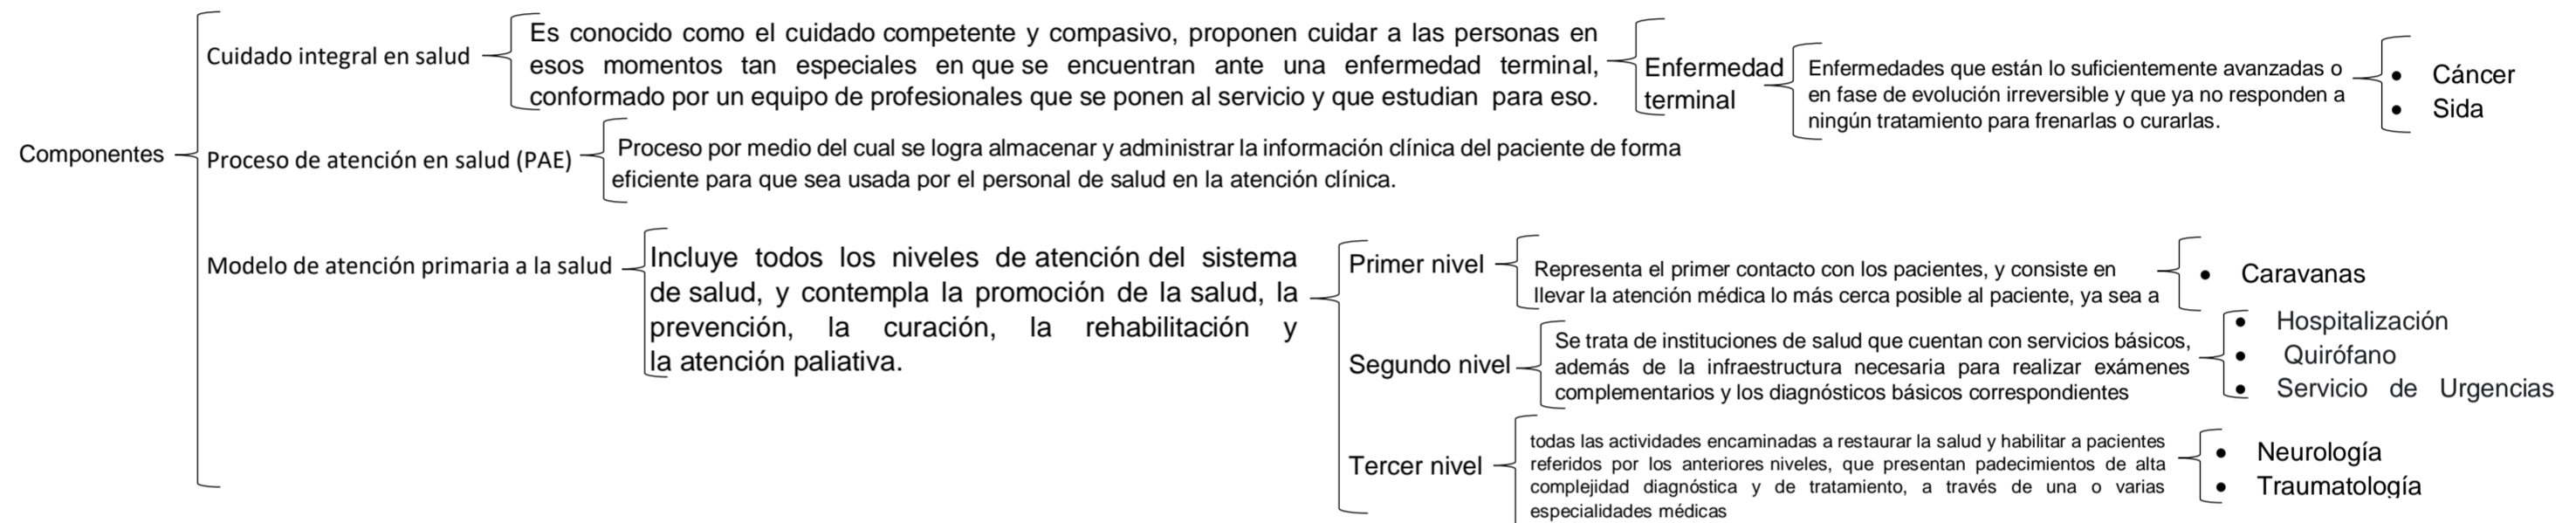 Componentes
Cuidado integral en salud
Es conocido como el cuidado competente y compasivo, proponen cuidar a las personas en
esos momentos tan especiales en que se encuentran ante una enfermedad terminal,
conformado por un equipo de profesionales que se ponen al servicio y que estudian para eso.
Enfermedad
terminal
Enfermedades que están lo suficientemente avanzadas o
en fase de evolución irreversible y que ya no responden a
ningún tratamiento para frenarlas o curarlas.
• Cáncer
• Sida
Proceso de atención en salud (PAE)
Proceso por medio del cual se logra almacenar y administrar la información clínica del paciente de forma
eficiente para que sea usada por el personal de salud en la atención clínica.
Modelo de atención primaria a la salud
Incluye todos los niveles de atención del sistema
de salud, y contempla la promoción de la salud, la
prevención, la curación, la rehabilitación y
la atención paliativa.
Primer nivel
Representa el primer contacto con los pacientes, y consiste en
llevar la atención médica lo más cerca posible al paciente, ya sea a
• Caravanas
Segundo nivel
Se trata de instituciones de salud que cuentan con servicios básicos,
además de la infraestructura necesaria para realizar exámenes
complementarios y los diagnósticos básicos correspondientes
• Hospitalización
• Quirófano
• Servicio de Urgencias
Tercer nivel
todas las actividades encaminadas a restaurar la salud y habilitar a pacientes
referidos por los anteriores niveles, que presentan padecimientos de alta
complejidad diagnóstica y de tratamiento, a través de una o varias
especialidades médicas
• Neurología
• Traumatología